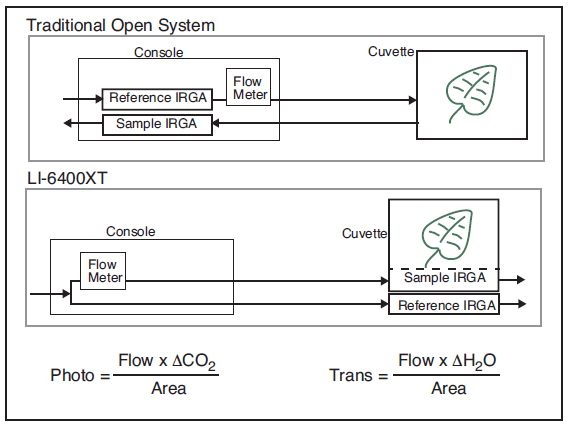 Traditional Open System
Console
Cuvette
Flow
Meter
Reference IRGA
Sample IRGA
LI-6400XT
Console
Cuvette
Flow
Meter
Sample IRGA
Reference IRGA
Photo = Flow x ΔCO₂
Area
Trans = Flow x ΔH₂O
Area